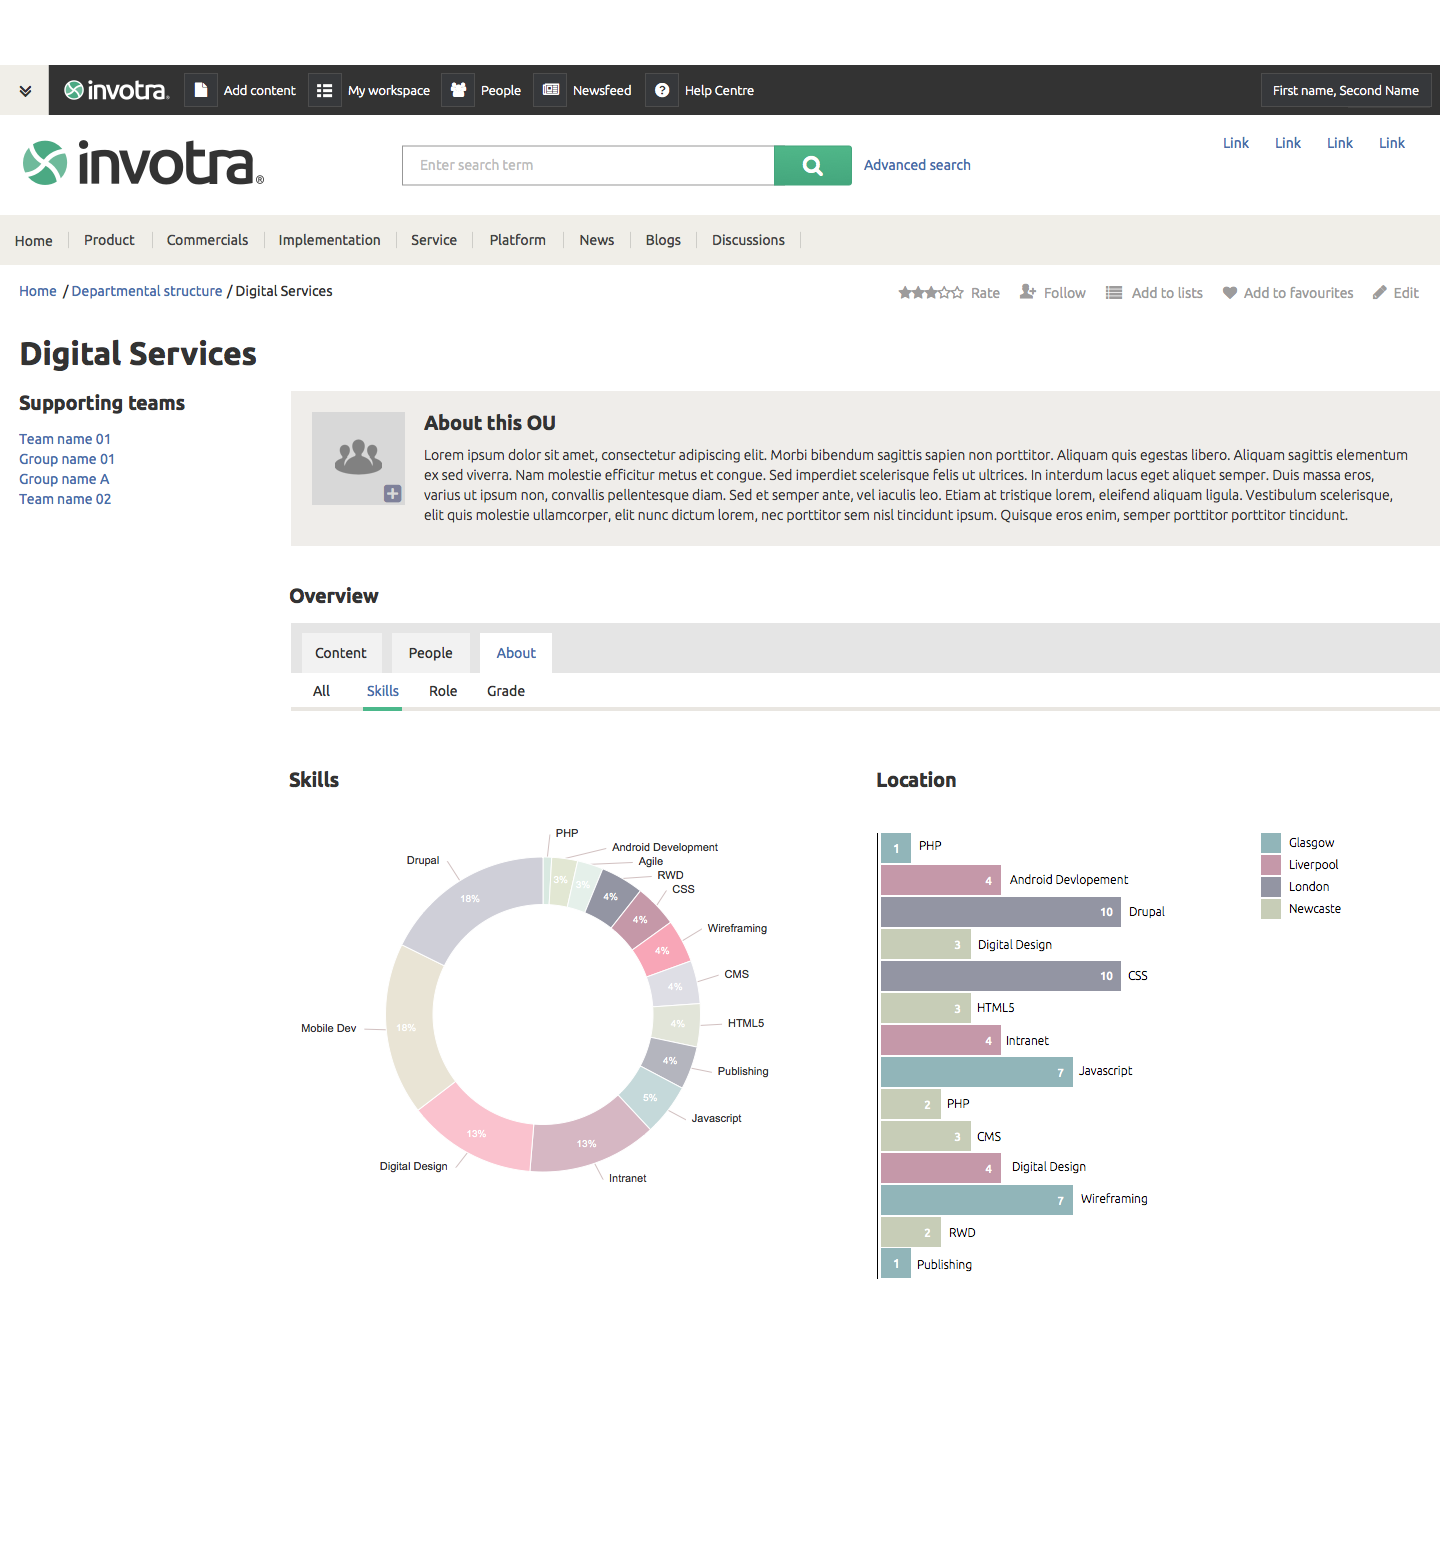 invotra® Add content My workspace People Newsfeed Help Centre First name, Second Name
Link Link Link Link
invotra® Enter search term Advanced search
Home Product Commercials Implementation Service Platform News Blogs Discussions
Home / Departmental structure / Digital Services
Rate Follow Add to lists Add to favourites Edit
Digital Services
Supporting teams
Team name 01
Group name 01
Group name A
Team name 02
About this OU
Lorem ipsum dolor sit amet, consectetur adipiscing elit. Morbi bibendum sagittis sapien non porttitor. Aliquam quis egestas libero. Aliquam sagittis elementum
ex sed viverra. Nam molestie efficitur metus et congue. Sed imperdiet scelerisque felis ut ultrices. In interdum lacus eget aliquet semper. Duis massa eros,
varius ut ipsum non, convallis pellentesque diam. Sed et semper ante, vel iaculis leo. Etiam at tristique lorem, eleifend aliquam ligula. Vestibulum scelerisque,
elit quis molestie ullamcorper, elit nunc dictum lorem, nec porttitor sem nisl tincidunt ipsum. Quisque eros enim, semper porttitor porttitor tincidunt.
Overview
Content People About
All Skills Role Grade
Skills
PHP
Android Development
3%
Agile
3%
RWD
4%
CSS
4%
Wireframing
4%
CMS
4%
HTML5
4%
Publishing
4%
Javascript
5%
Intranet
13%
Digital Design
13%
Mobile Dev
16%
Drupal
18%
Location
1 PHP
4 Android Devlopement
10 Drupal
3 Digital Design
10 CSS
3 HTML5
4 Intranet
7 Javascript
2 PHP
3 CMS
4 Digital Design
7 Wireframing
2 RWD
1 Publishing
Glasgow
Liverpool
London
Newcaste